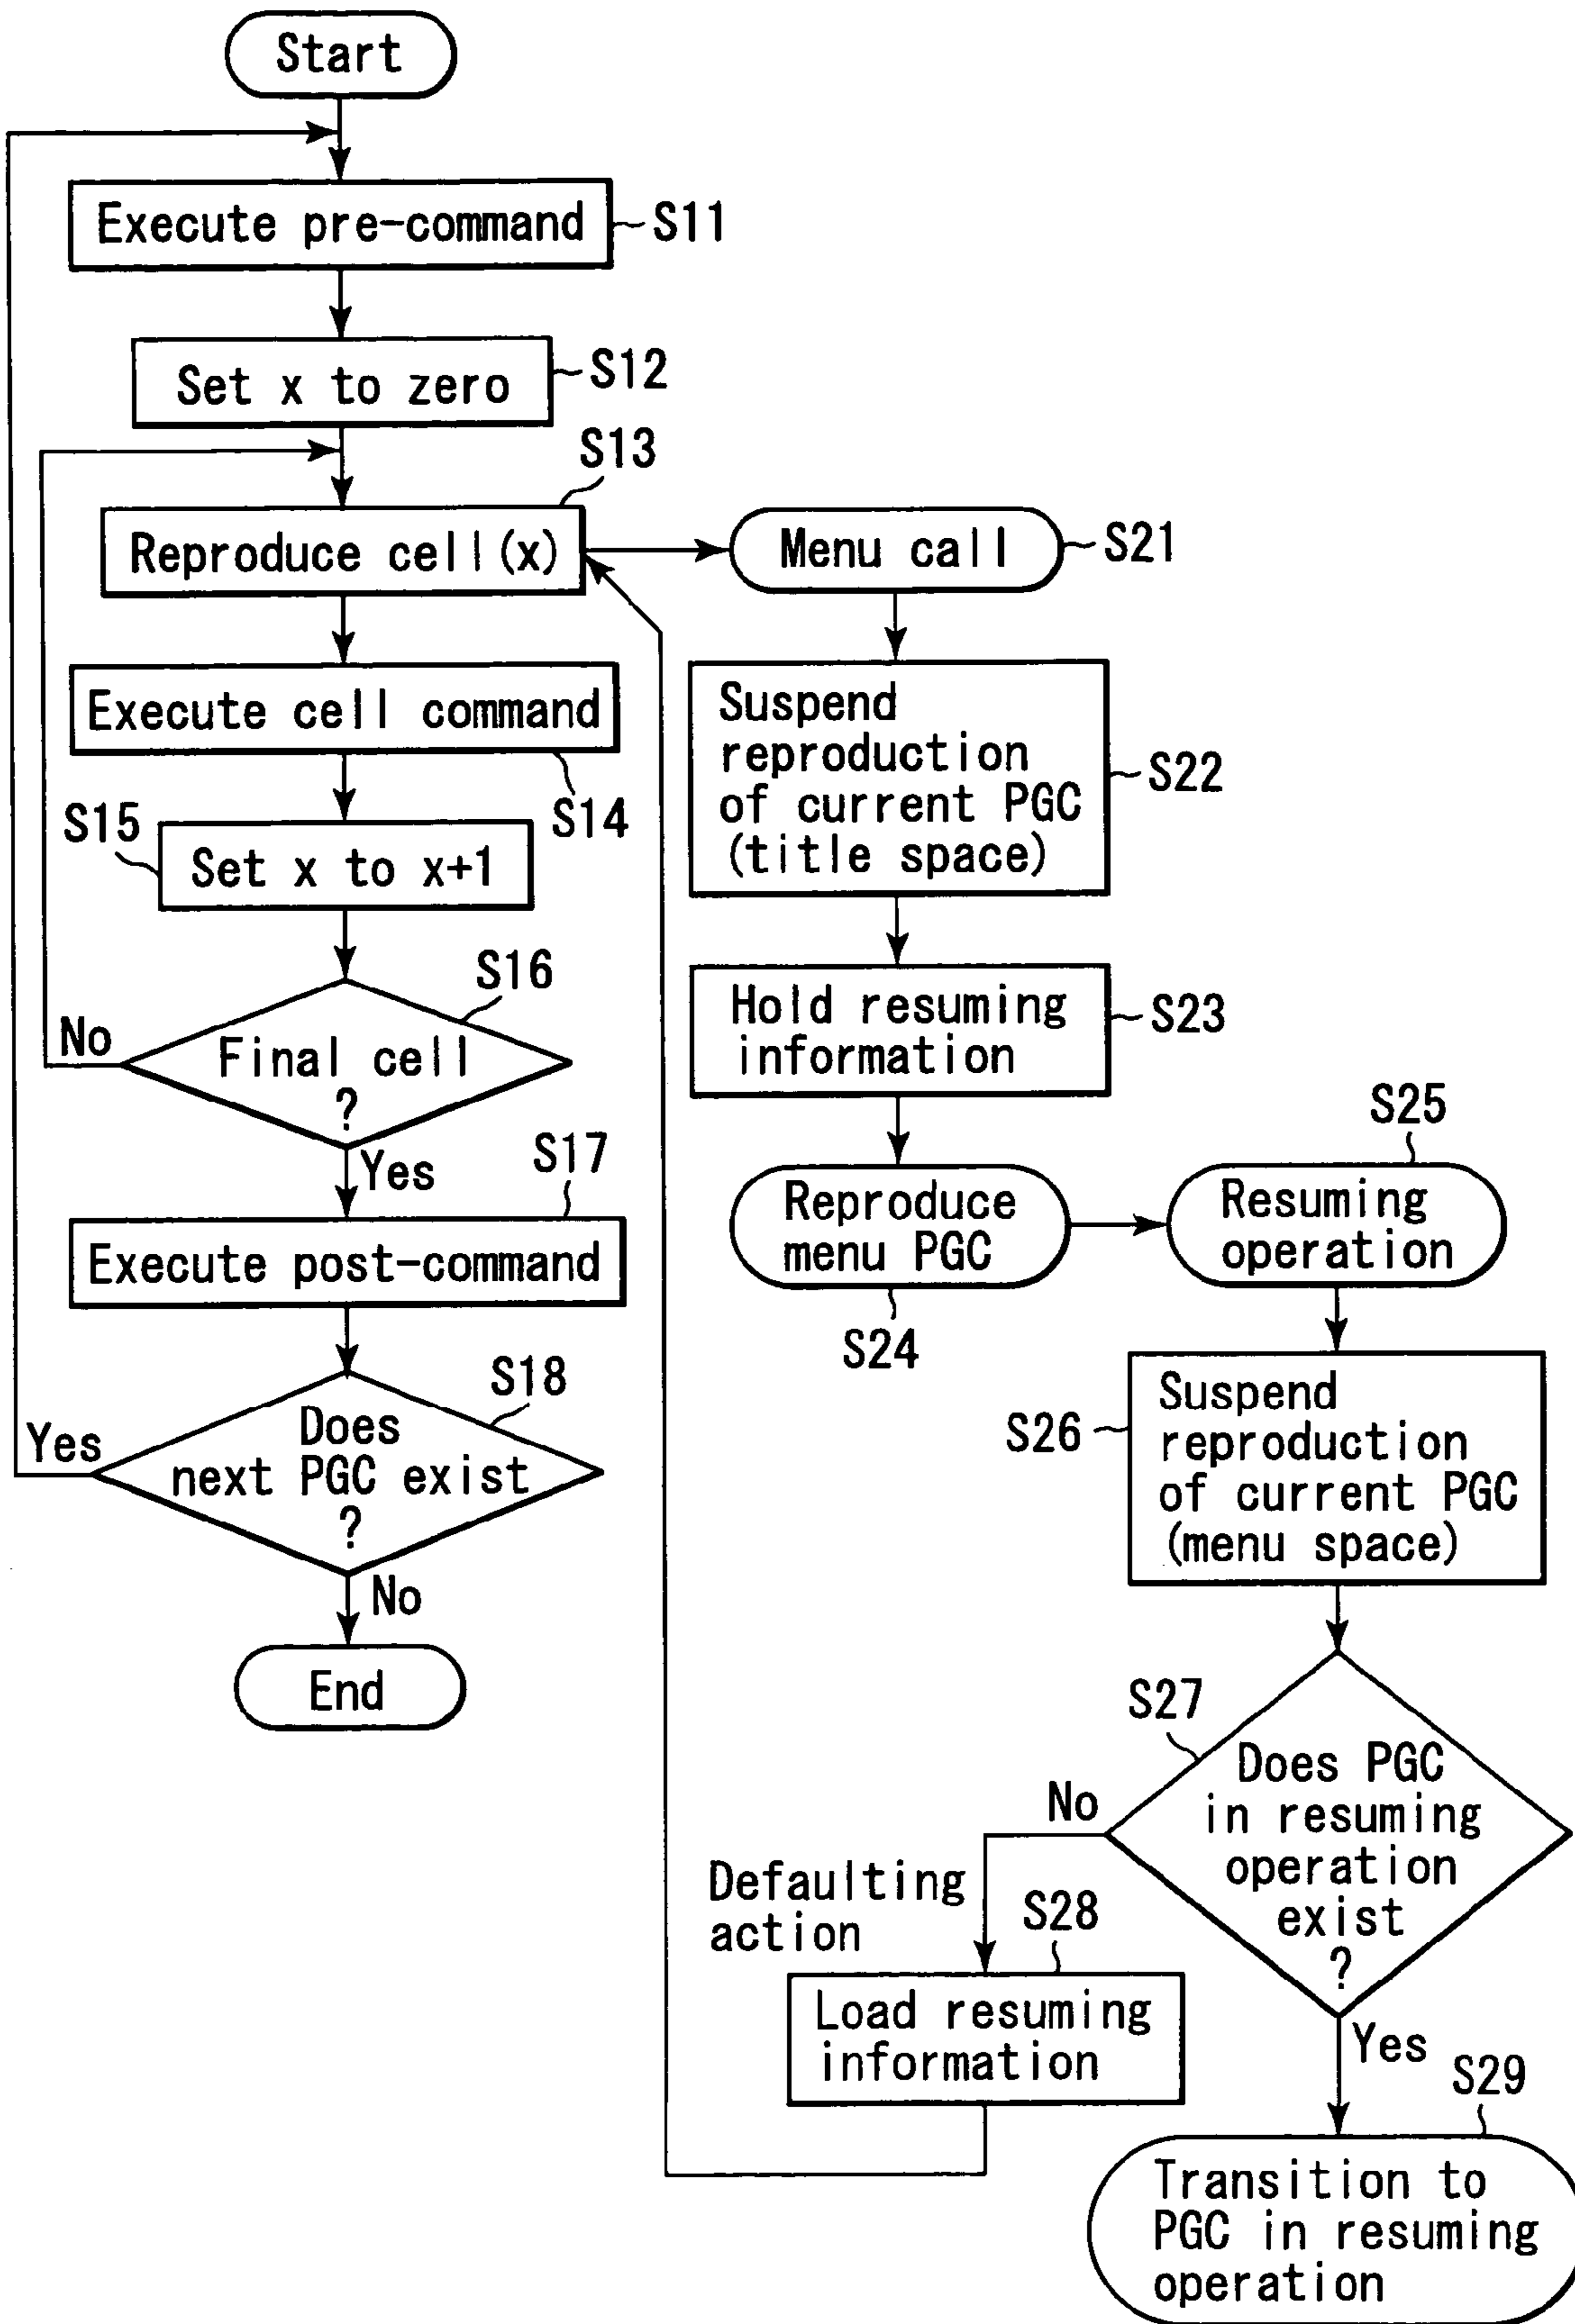 Start
Execute pre-command
S11
Set x to zero
S12
S13
Reproduce cell(x)
Menu call
S21
Execute cell command
S14
Suspend
reproduction
of current PGC
(title space)
S22
S15
Set x to x+1
S16
No
Final cell
?
Yes
Hold resuming
information
S23
S17
Execute post-command
Reproduce
menu PGC
S24
S25
Resuming
operation
S18
Yes
Does
next PGC exist
?
No
End
S26
Suspend
reproduction
of current PGC
(menu space)
S27
No
Does PGC
in resuming
operation
exist
?
Yes
Defaulting
action
S28
Load resuming
information
S29
Transition to
PGC in resuming
operation